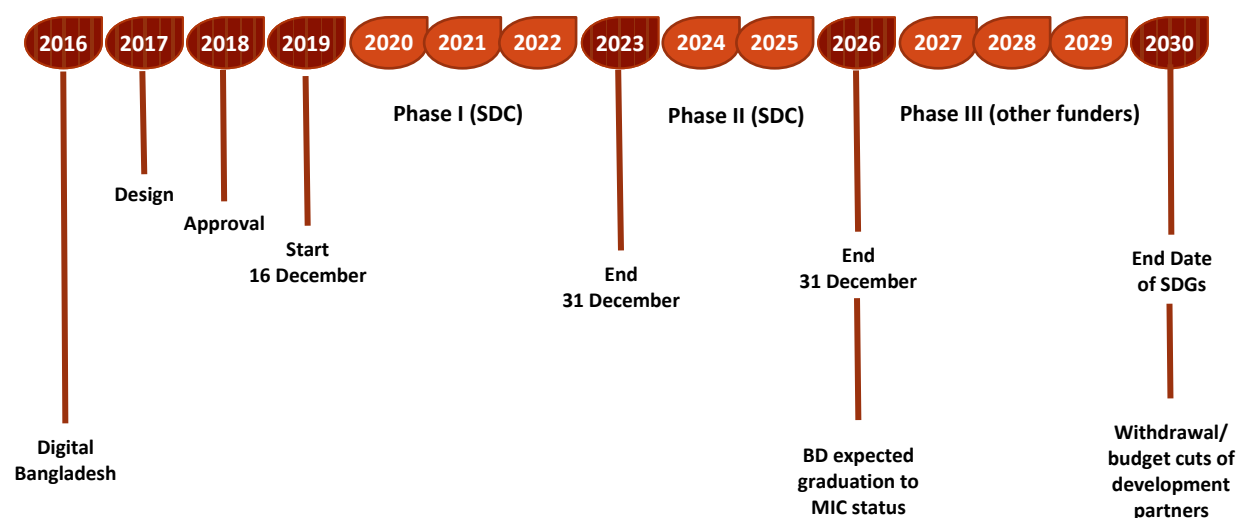 2016 2017 2018 2019 2020 2021 2022 2023 2024 2025 2026 2027 2028 2029 2030
Phase I (SDC)
Phase II (SDC)
Phase III (other funders)
Design
Approval
Start
16 December
End
31 December
End
31 December
End Date
of SDGs
Digital
Bangladesh
BD expected
graduation to
MIC status
Withdrawal/
budget cuts of
development
partners